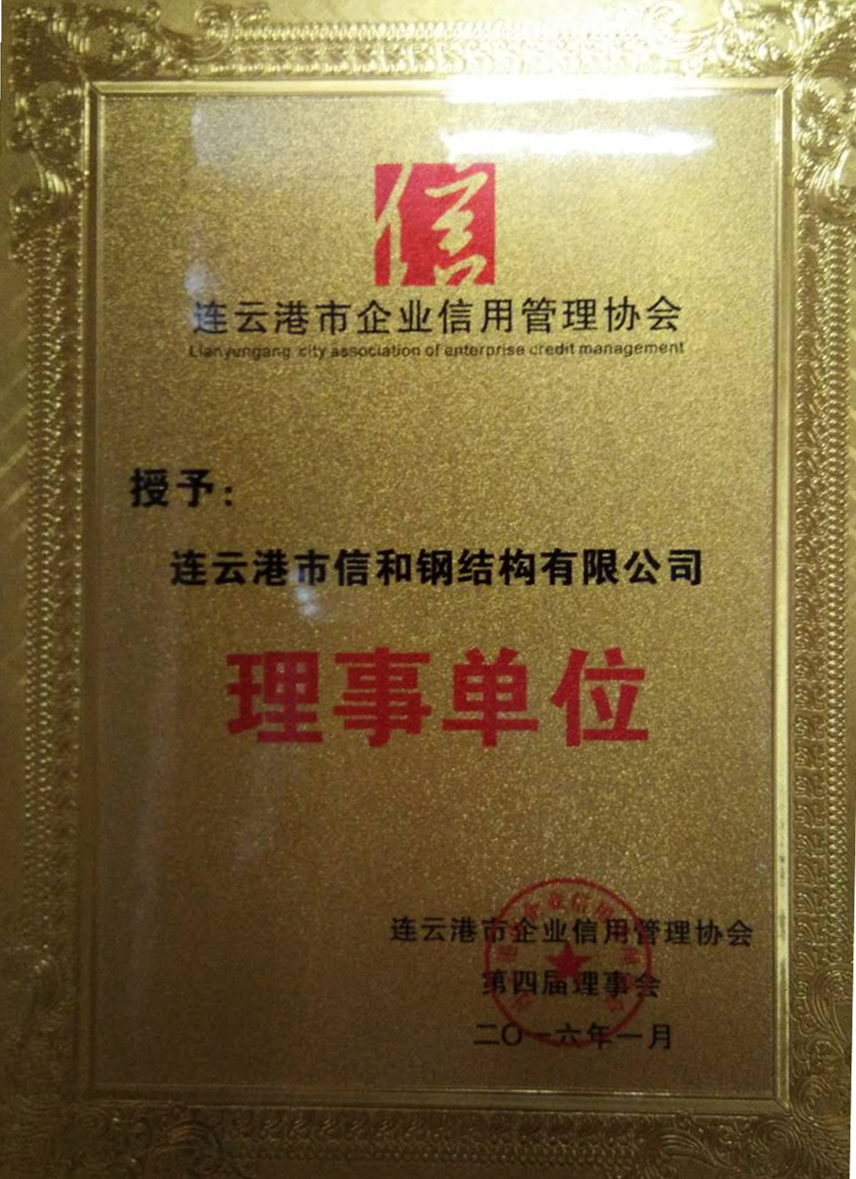 信
连云港市企业信用管理协会
Lianyungang city association of enterprise credit management
授予：
连云港市信和钢结构有限公司
理事单位
连云港市企业信用管理协会
第四届理事会
二〇一六年一月